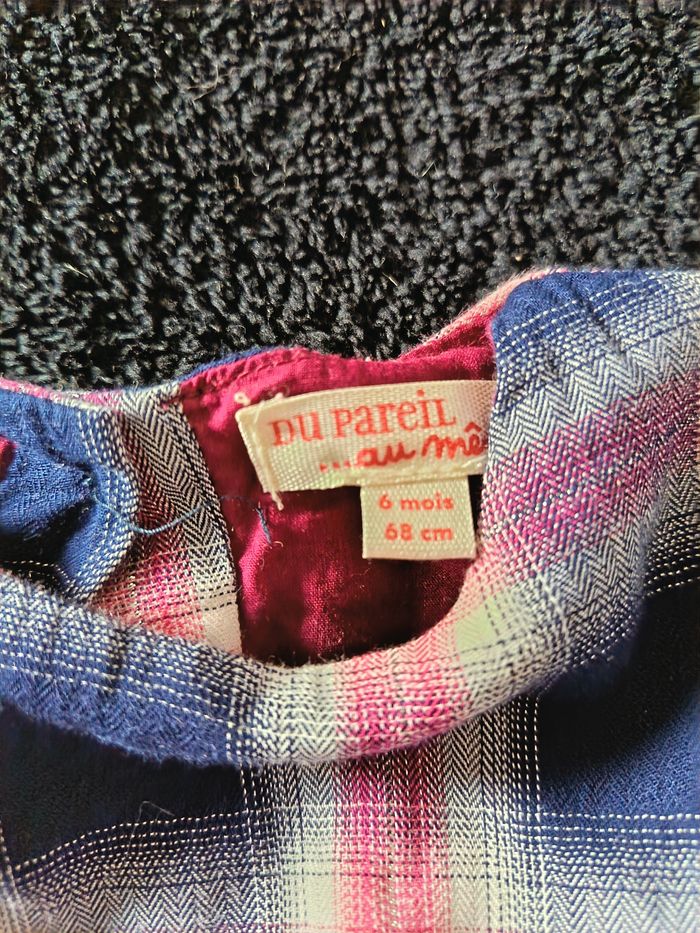 DU PAREIL
...au mê
6 mois
68 cm